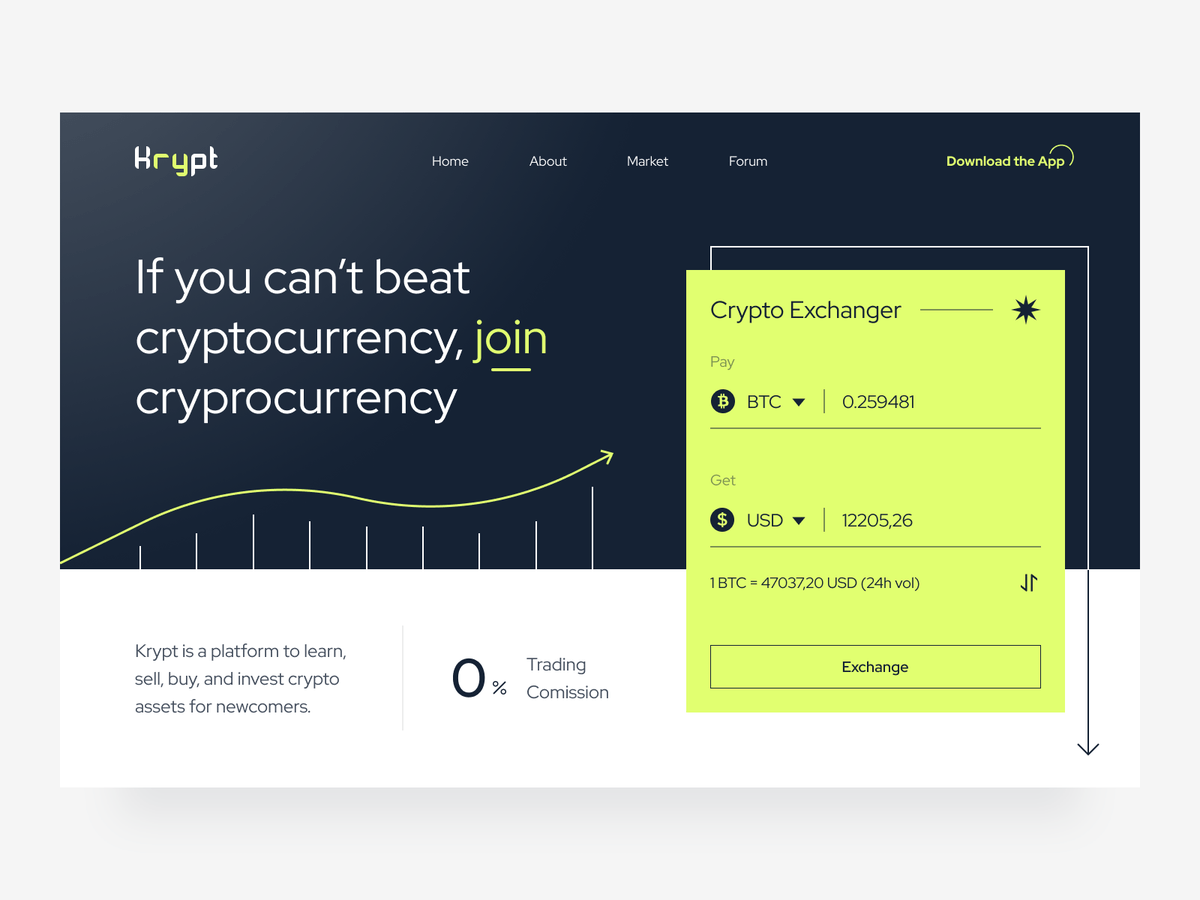 Krypt
Home About Market Forum
Download the App
If you can’t beat
cryptocurrency, join
cryprocurrency
Crypto Exchanger
Pay
BTC 0.259481
Get
$ USD 12205,26
1 BTC = 47037,20 USD (24h vol)
Exchange
Krypt is a platform to learn,
sell, buy, and invest crypto
assets for newcomers.
0 %
Trading
Comission